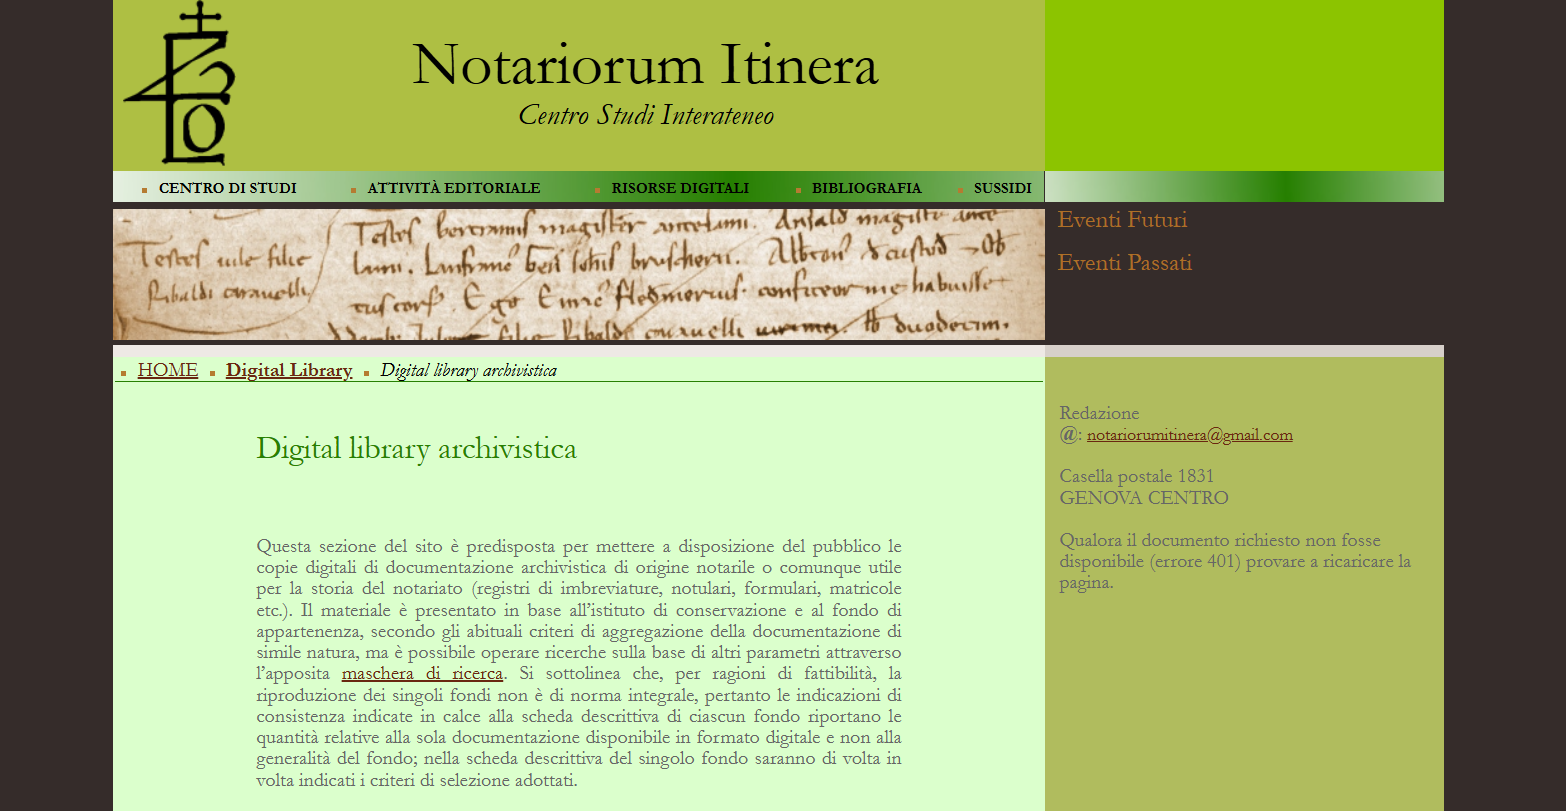 Notariorum Itinera
Centro Studi Interateneo
CENTRO DI STUDI ATTIVITÀ EDITORIALE RISORSE DIGITALI BIBLIOGRAFIA SUSSIDI
Eventi Futuri
Eventi Passati
HOME Digital Library Digital library archivistica
Digital library archivistica
Questa sezione del sito è predisposta per mettere a disposizione del pubblico le
copie digitali di documentazione archivistica di origine notarile o comunque utile
per la storia del notariato (registri di imbreviature, notulari, formulari, matricole
etc.). Il materiale è presentato in base all’istituto di conservazione e al fondo di
appartenenza, secondo gli abituali criteri di aggregazione della documentazione di
simile natura, ma è possibile operare ricerche sulla base di altri parametri attraverso
l’apposita maschera di ricerca. Si sottolinea che, per ragioni di fattibilità, la
riproduzione dei singoli fondi non è di norma integrale, pertanto le indicazioni di
consistenza indicate in calce alla scheda descrittiva di ciascun fondo riportano le
quantità relative alla sola documentazione disponibile in formato digitale e non alla
generalità del fondo; nella scheda descrittiva del singolo fondo saranno di volta in
volta indicati i criteri di selezione adottati.
Redazione
@: notariorumitinera@gmail.com
Casella postale 1831
GENOVA CENTRO
Qualora il documento richiesto non fosse
disponibile (errore 401) provare a ricaricare la
pagina.